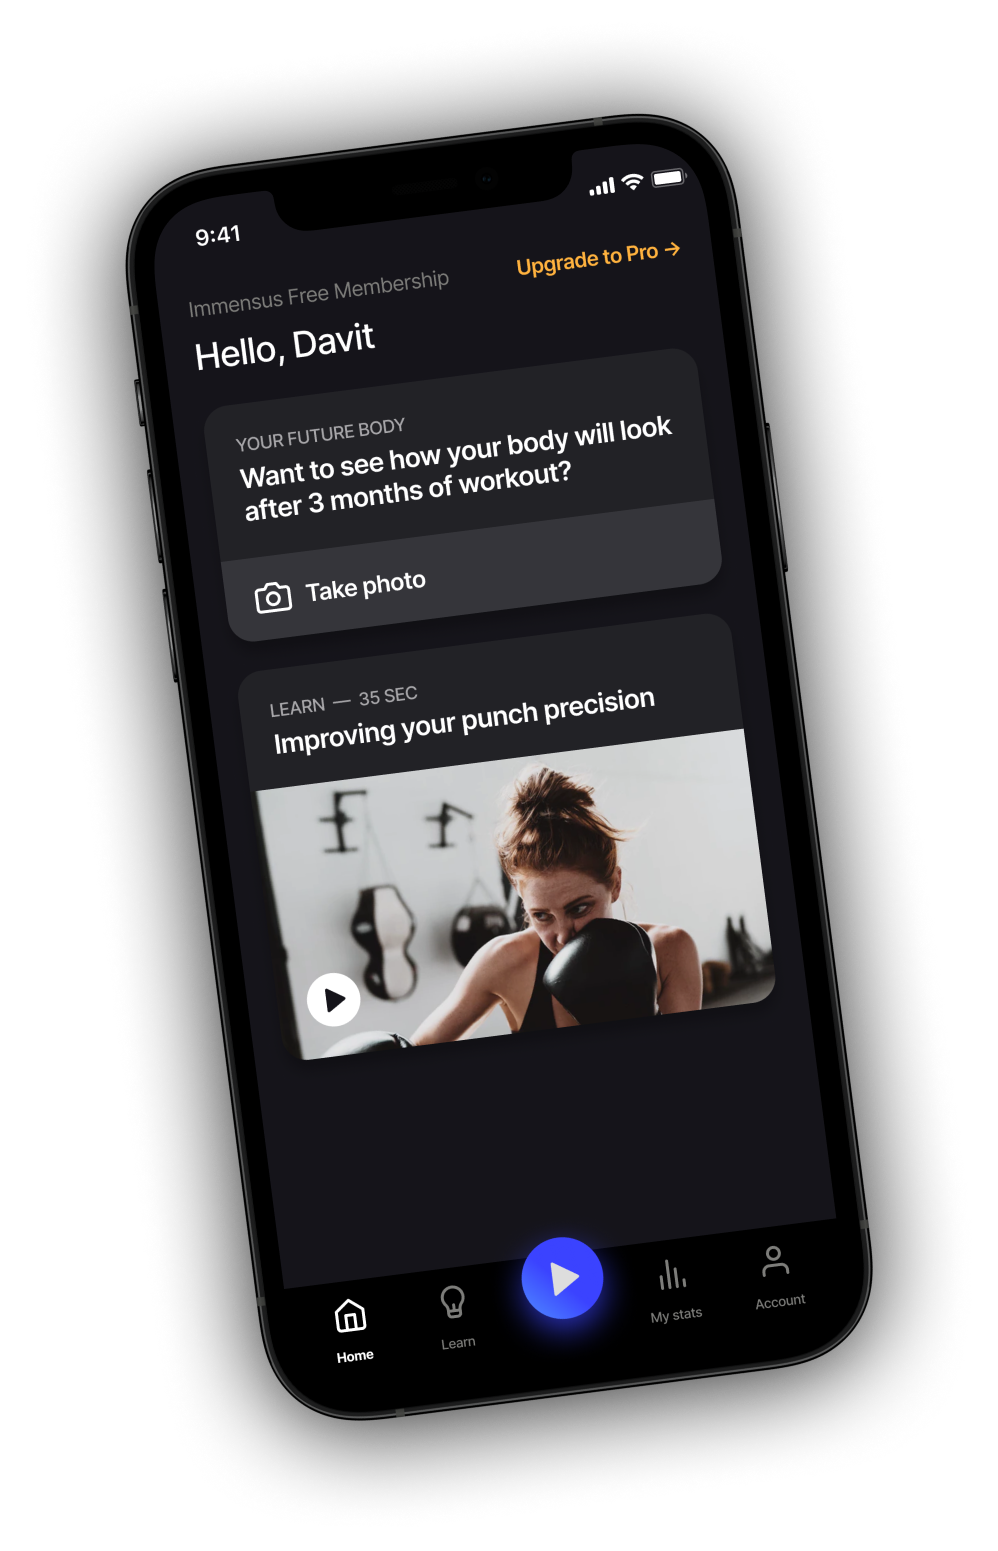 9:41
Upgrade to Pro →
Immensus Free Membership
Hello, Davit
YOUR FUTURE BODY
Want to see how your body will look
after 3 months of workout?
Take photo
LEARN — 35 SEC
Improving your punch precision
Home
Learn
My stats
Account